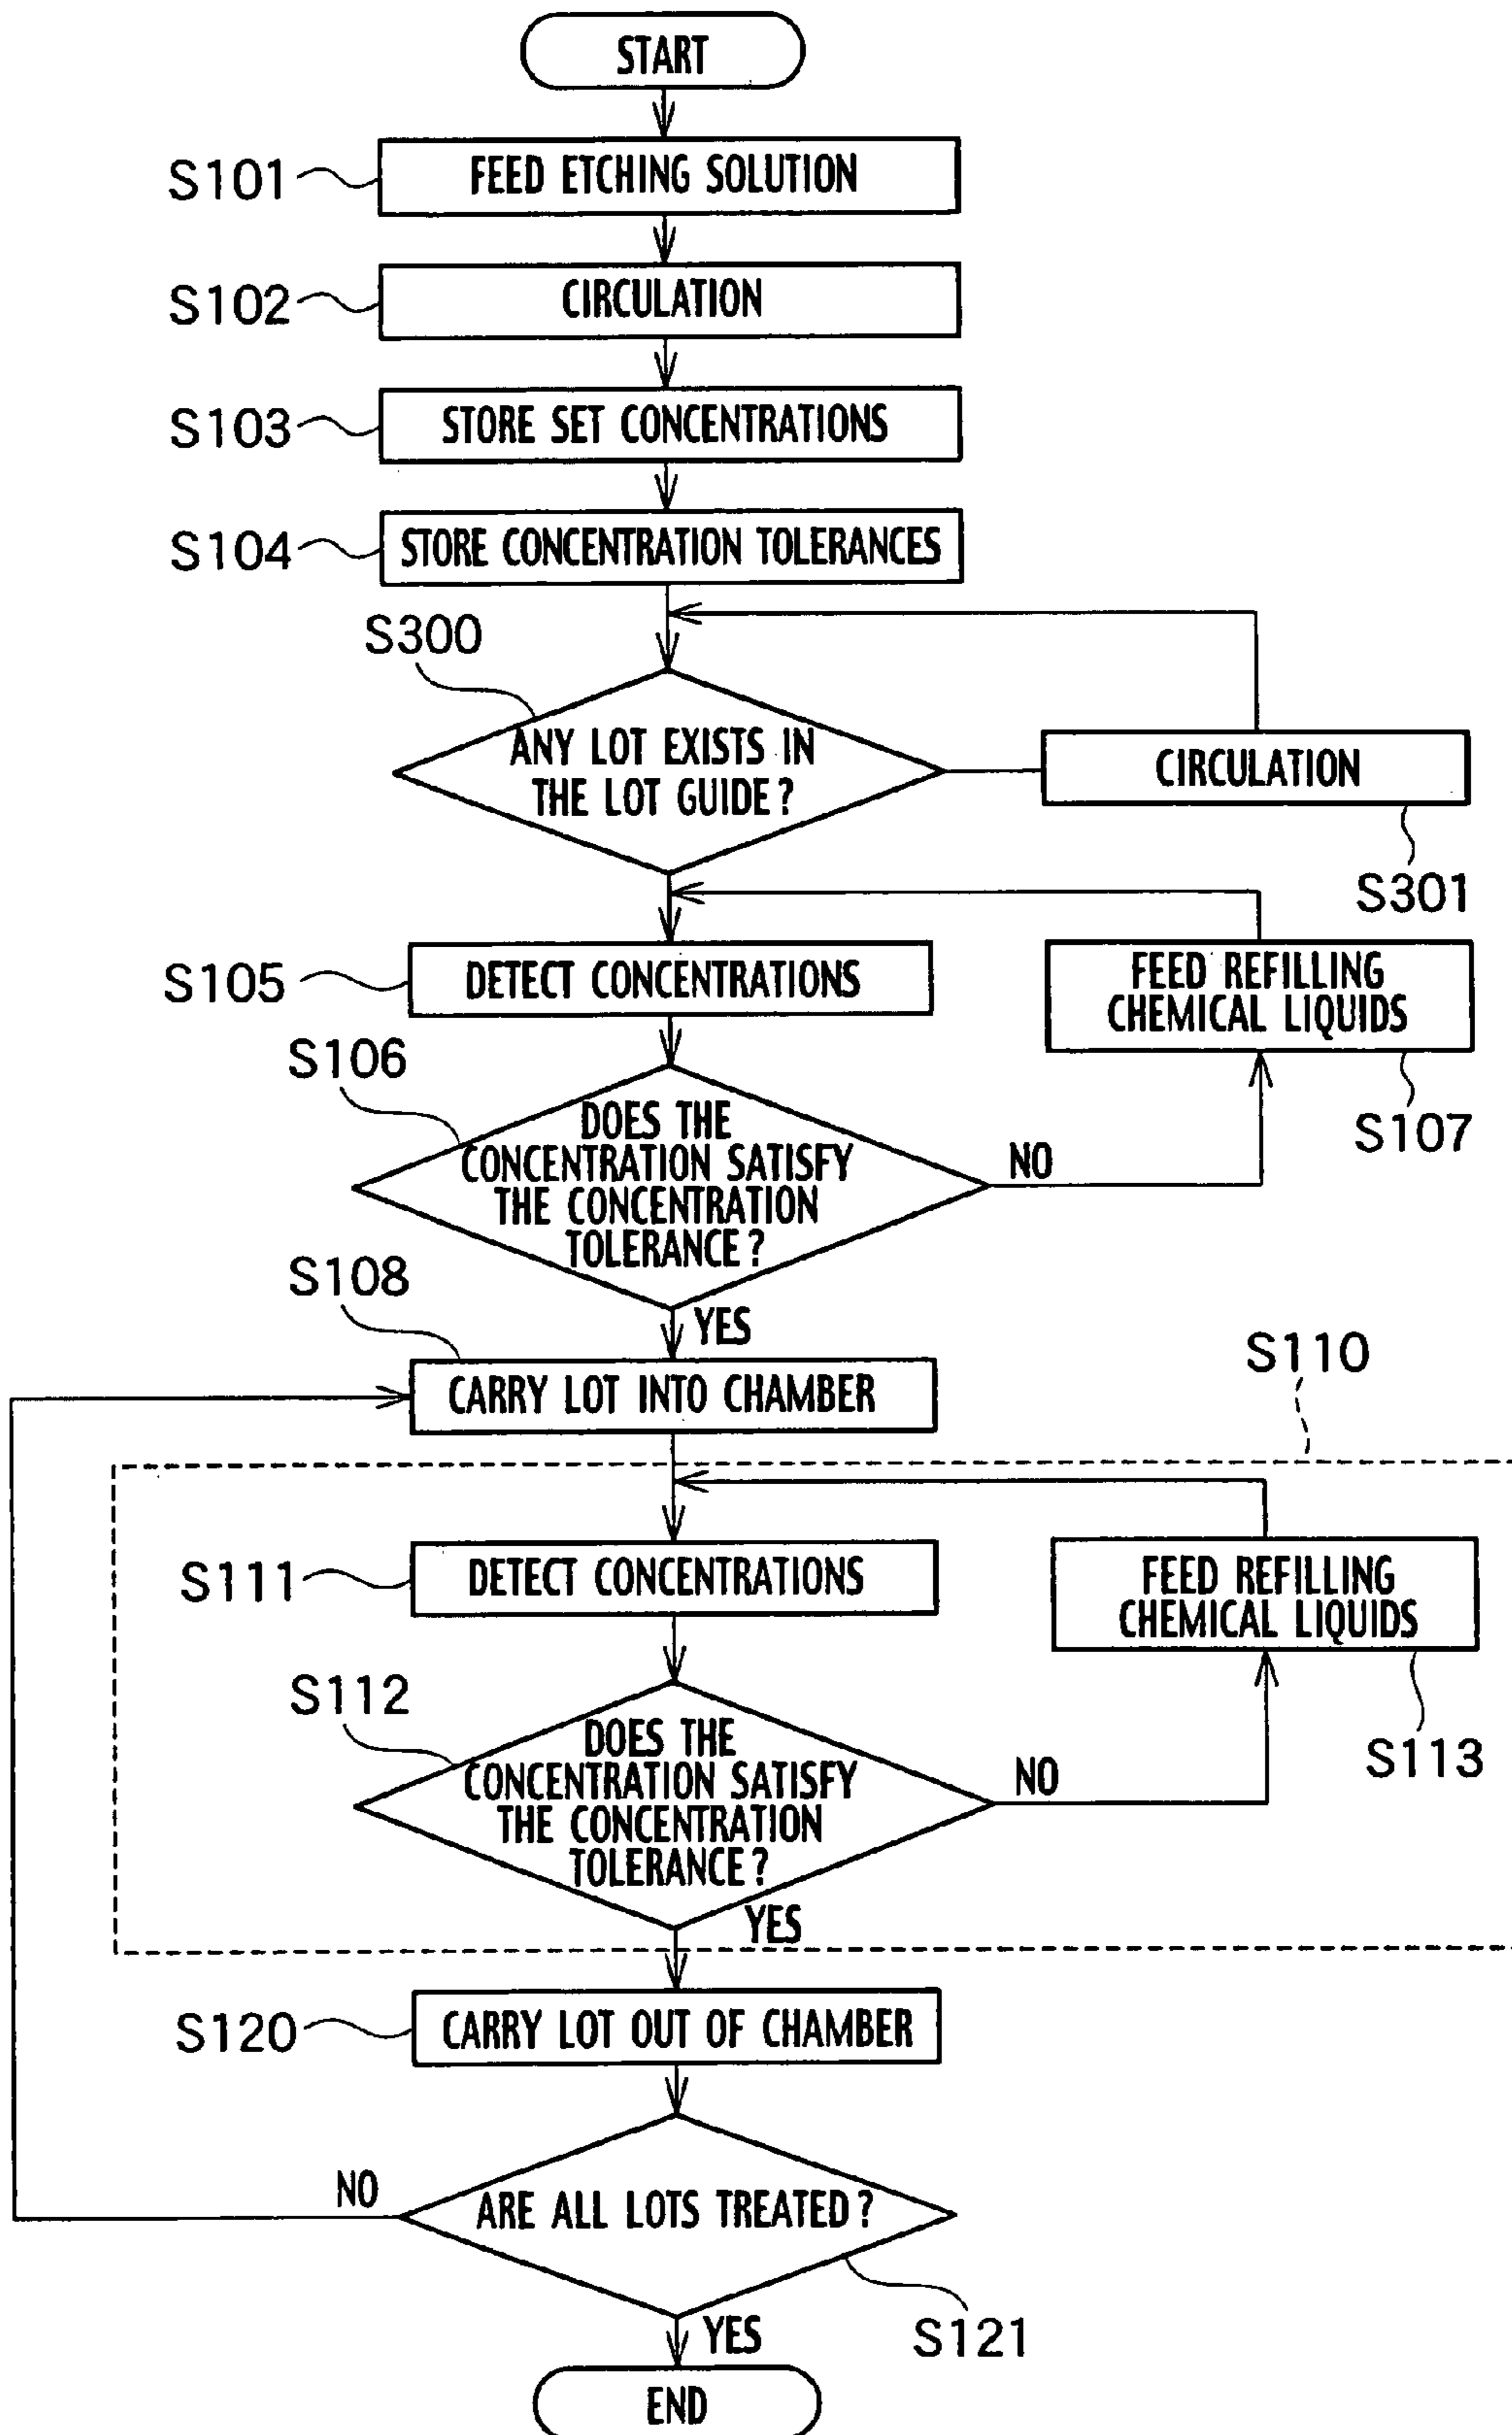 START
S101
FEED ETCHING SOLUTION
S102
CIRCULATION
S103
STORE SET CONCENTRATIONS
S104
STORE CONCENTRATION TOLERANCES
S300
ANY LOT EXISTS IN
THE LOT GUIDE?
CIRCULATION
S301
S105
DETECT CONCENTRATIONS
FEED REFILLING
CHEMICAL LIQUIDS
S107
S106
DOES THE
CONCENTRATION SATISFY
THE CONCENTRATION
TOLERANCE?
NO
YES
S108
CARRY LOT INTO CHAMBER
S110
S111
DETECT CONCENTRATIONS
FEED REFILLING
CHEMICAL LIQUIDS
S113
S112
DOES THE
CONCENTRATION SATISFY
THE CONCENTRATION
TOLERANCE?
NO
YES
S120
CARRY LOT OUT OF CHAMBER
NO
ARE ALL LOTS TREATED?
S121
YES
END